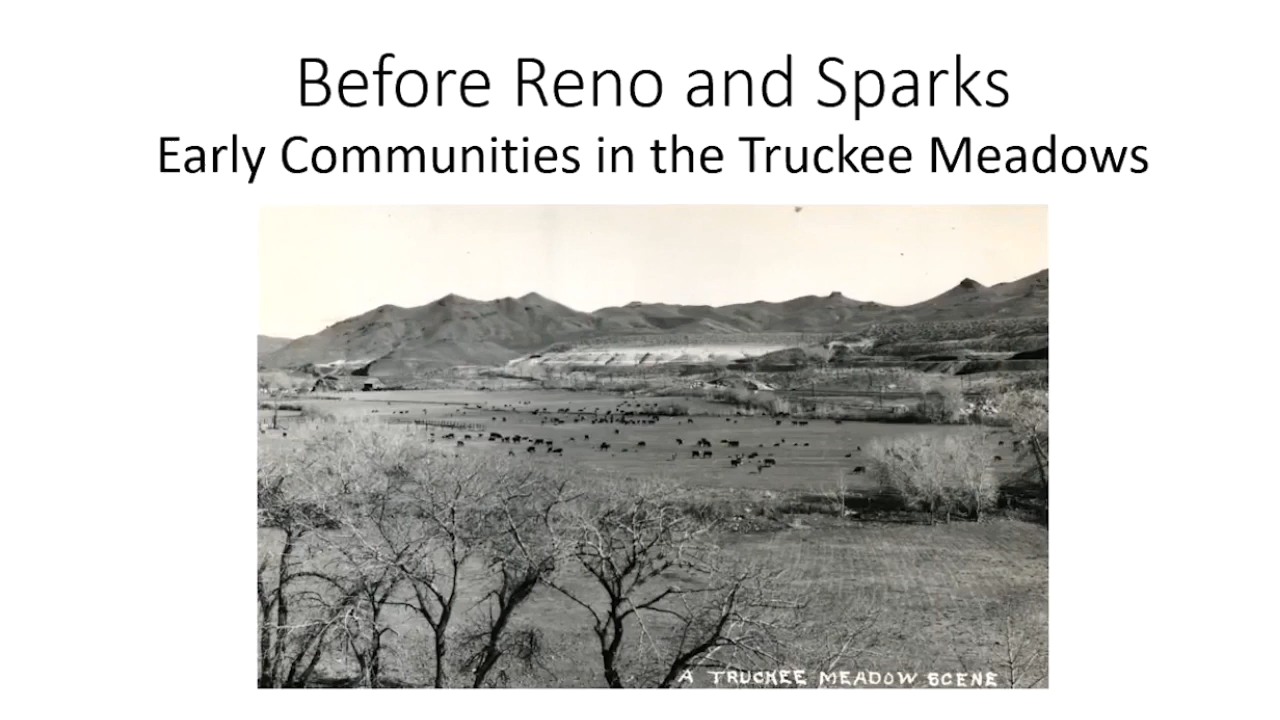 Before Reno and Sparks
Early Communities in the Truckee Meadows
A TRUCKEE MEADOW SCENE